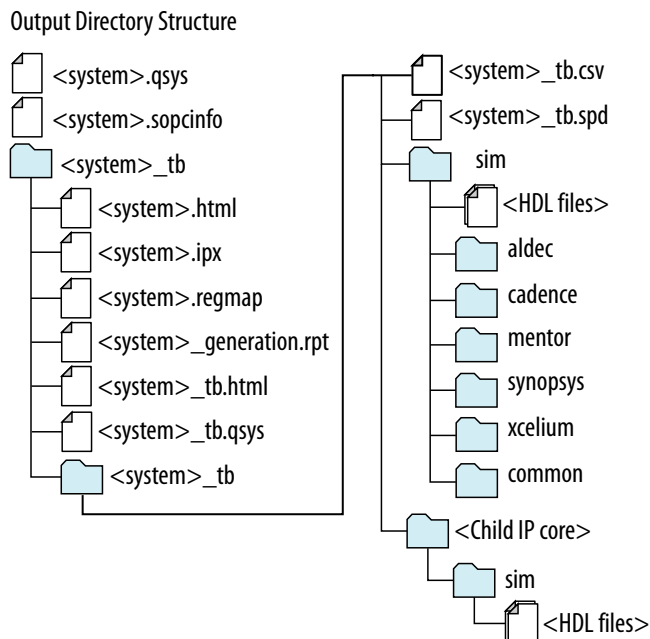 Output Directory Structure
<system>.qsys
<system>.sopcinfo
<system>_tb
<system>.html
<system>.ipx
<system>.regmap
<system>_generation.rpt
<system>_tb.html
<system>_tb.qsys
<system>_tb
<system>_tb.csv
<system>_tb.spd
sim
<HDL files>
aldec
cadence
mentor
synopsys
xcelium
common
<Child IP core>
sim
<HDL files>